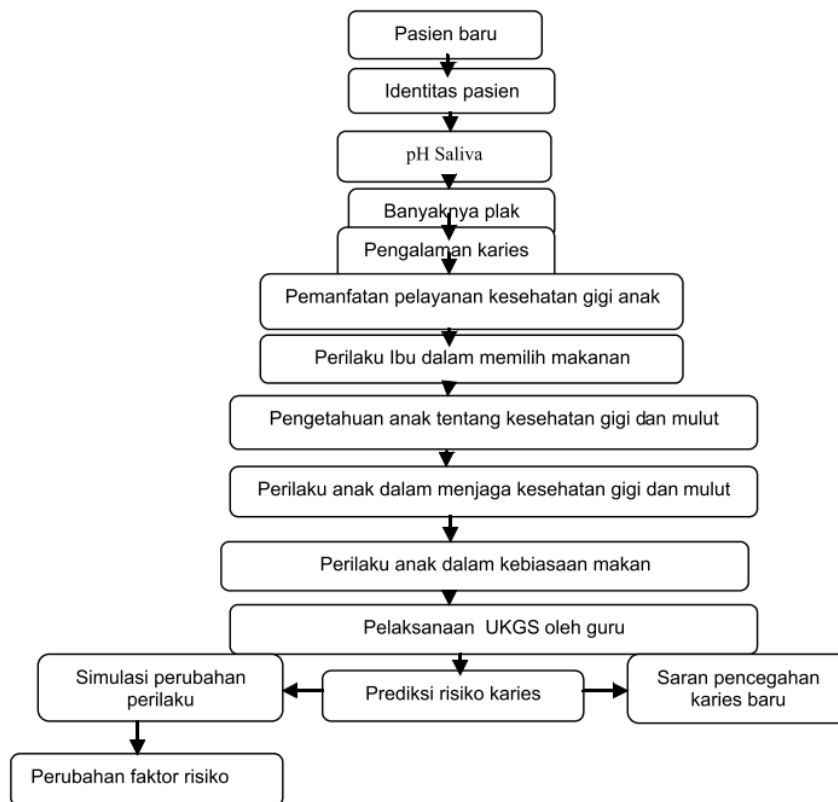 Pasien baru
Identitas pasien
pH Saliva
Banyaknya plak
Pengalaman karies
Pemanfatan pelayanan kesehatan gigi anak
Perilaku Ibu dalam memilih makanan
Pengetahuan anak tentang kesehatan gigi dan mulut
Perilaku anak dalam menjaga kesehatan gigi dan mulut
Perilaku anak dalam kebiasaan makan
Pelaksanaan UKGS oleh guru
Simulasi perubahan
perilaku
Prediksi risiko karies
Saran pencegahan
karies baru
Perubahan faktor risiko